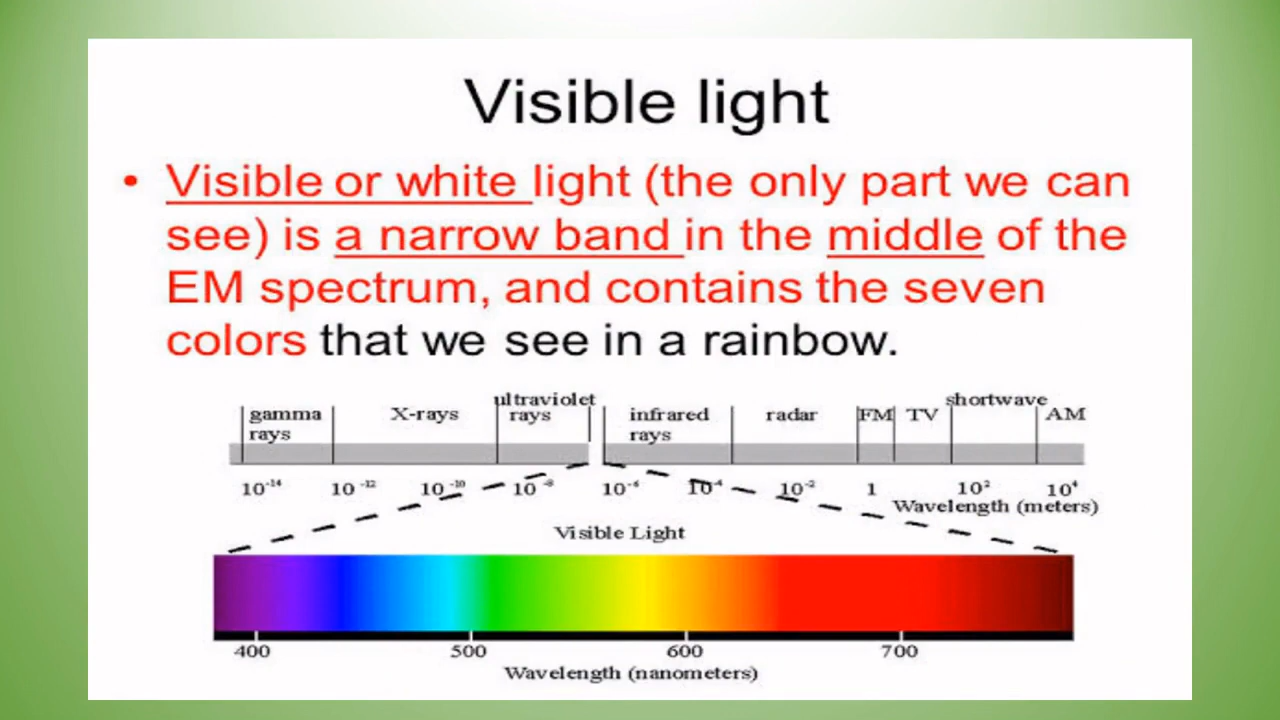 Visible light
• Visible or white light (the only part we can
see) is a narrow band in the middle of the
EM spectrum, and contains the seven
colors that we see in a rainbow.
ultraviolet shortwave
gamma X-rays rays infrared radar FM TV AM
rays rays
10⁻¹⁴ 10⁻¹² 10⁻¹⁰ 10⁻⁸ 10⁻⁶ 10⁻⁴ 10⁻² 1 10² 10⁴
Wavelength (meters)
Visible Light
400 500 600 700
Wavelength (nanometers)